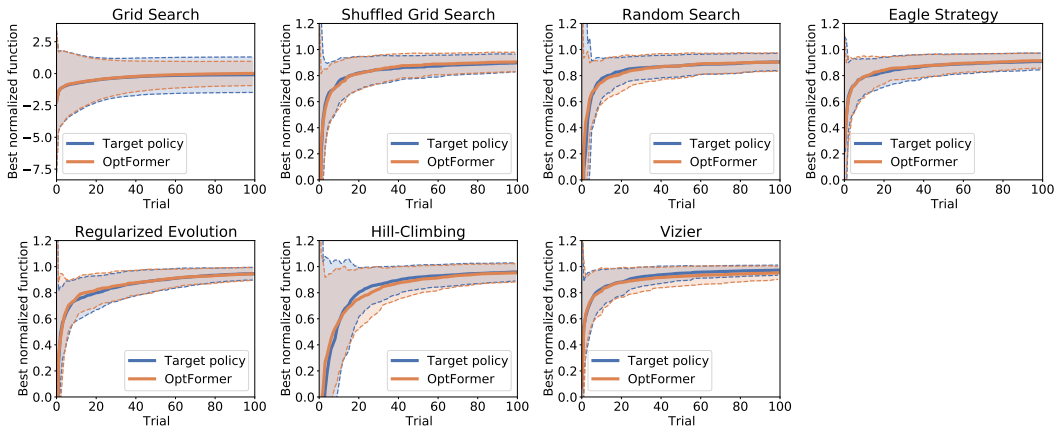 Grid Search
Best normalized function
2.5
0.0
−2.5
−5.0
−7.5
Target policy
OptFormer
0 20 40 60 80 100
Trial
Shuffled Grid Search
Best normalized function
1.2
1.0
0.8
0.6
0.4
0.2
0.0
Target policy
OptFormer
0 20 40 60 80 100
Trial
Random Search
Best normalized function
1.2
1.0
0.8
0.6
0.4
0.2
0.0
Target policy
OptFormer
0 20 40 60 80 100
Trial
Eagle Strategy
Best normalized function
1.2
1.0
0.8
0.6
0.4
0.2
0.0
Target policy
OptFormer
0 20 40 60 80 100
Trial
Regularized Evolution
Best normalized function
1.2
1.0
0.8
0.6
0.4
0.2
0.0
Target policy
OptFormer
0 20 40 60 80 100
Trial
Hill-Climbing
Best normalized function
1.2
1.0
0.8
0.6
0.4
0.2
0.0
Target policy
OptFormer
0 20 40 60 80 100
Trial
Vizier
Best normalized function
1.2
1.0
0.8
0.6
0.4
0.2
0.0
Target policy
OptFormer
0 20 40 60 80 100
Trial